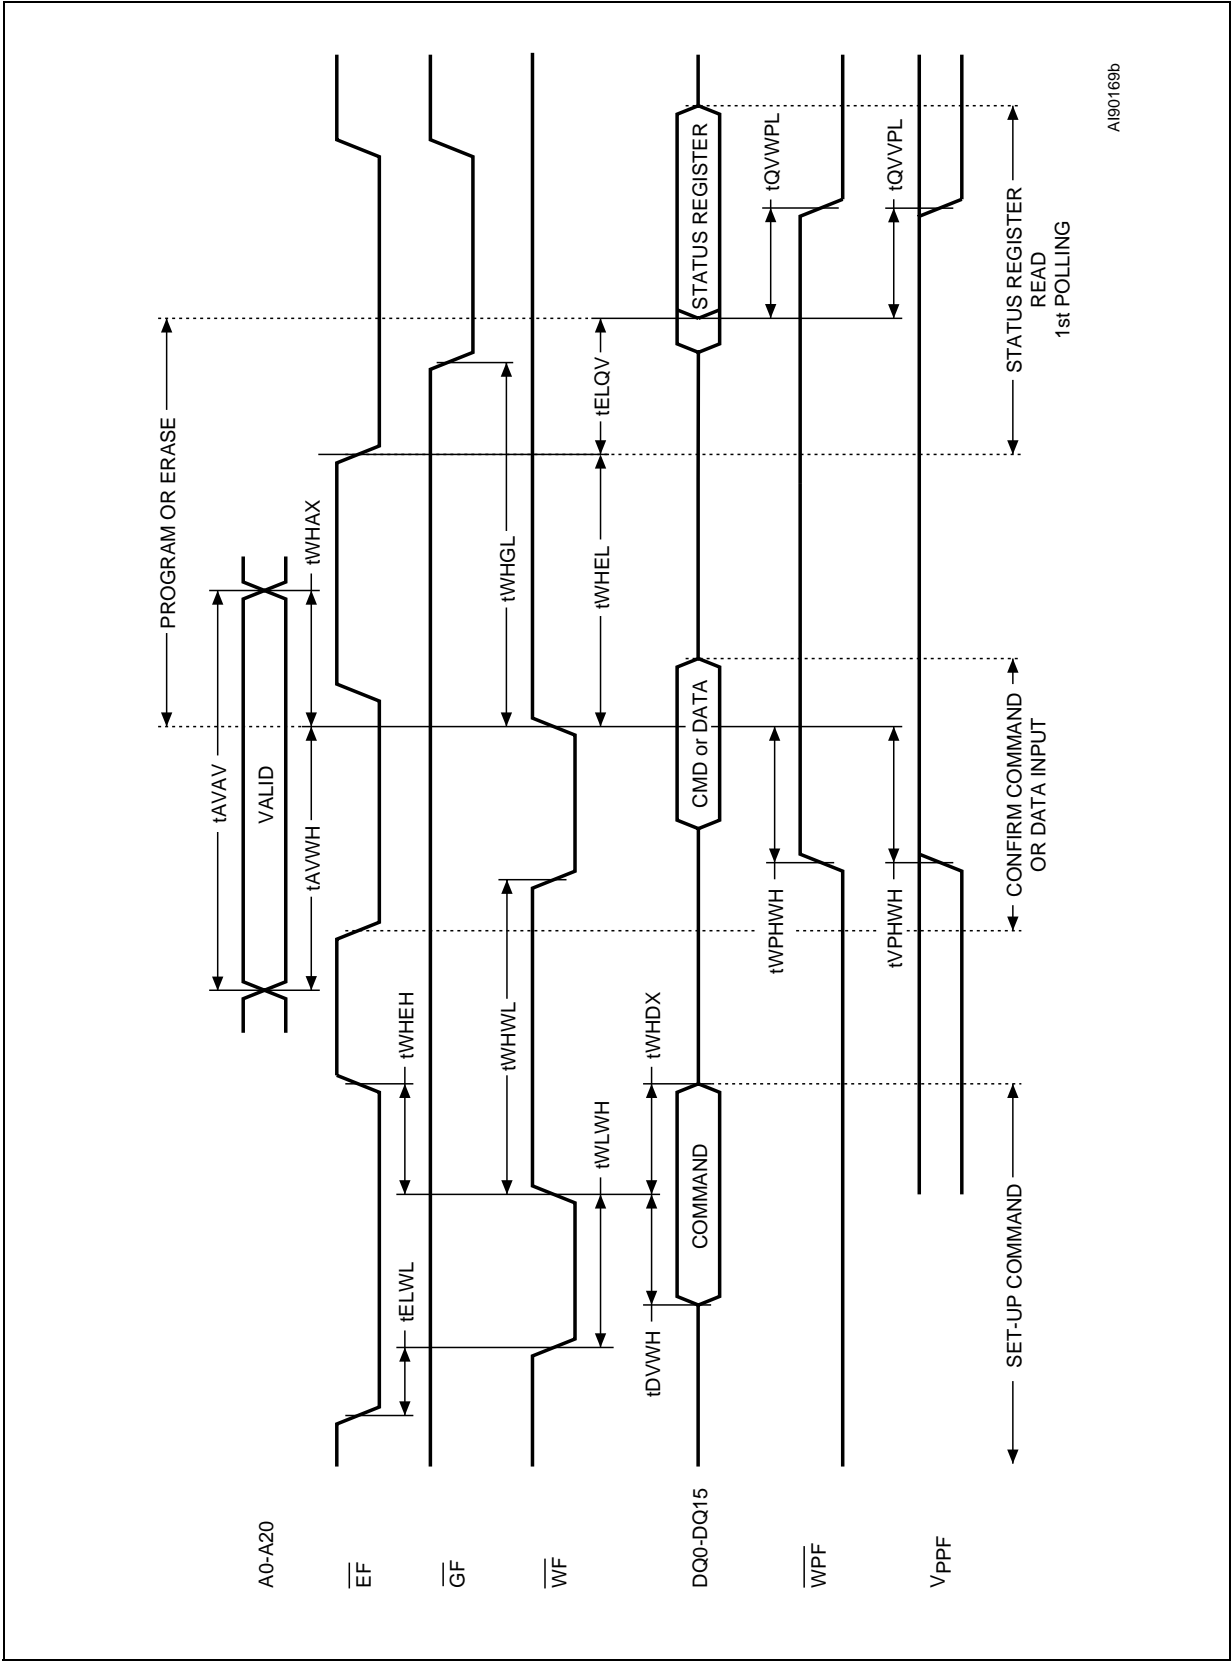 A0-A20
tAVAV
VALID
tAVWH
tWHAX
PROGRAM OR ERASE
EF
tELWL
tWHEH
GF
tWHWL
tWHGL
WF
tWLWH
tWHEL
tELQV
tDVWH
tWHDX
DQ0-DQ15
COMMAND
CMD or DATA
STATUS REGISTER
WPF
tWPHWH
tQVWPL
VPPF
tVPHWH
tQVVPL
SET-UP COMMAND
CONFIRM COMMAND
OR DATA INPUT
STATUS REGISTER
READ
1st POLLING
AI90169b